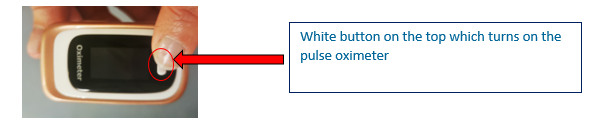 Oximeter
White button on the top which turns on the
pulse oximeter